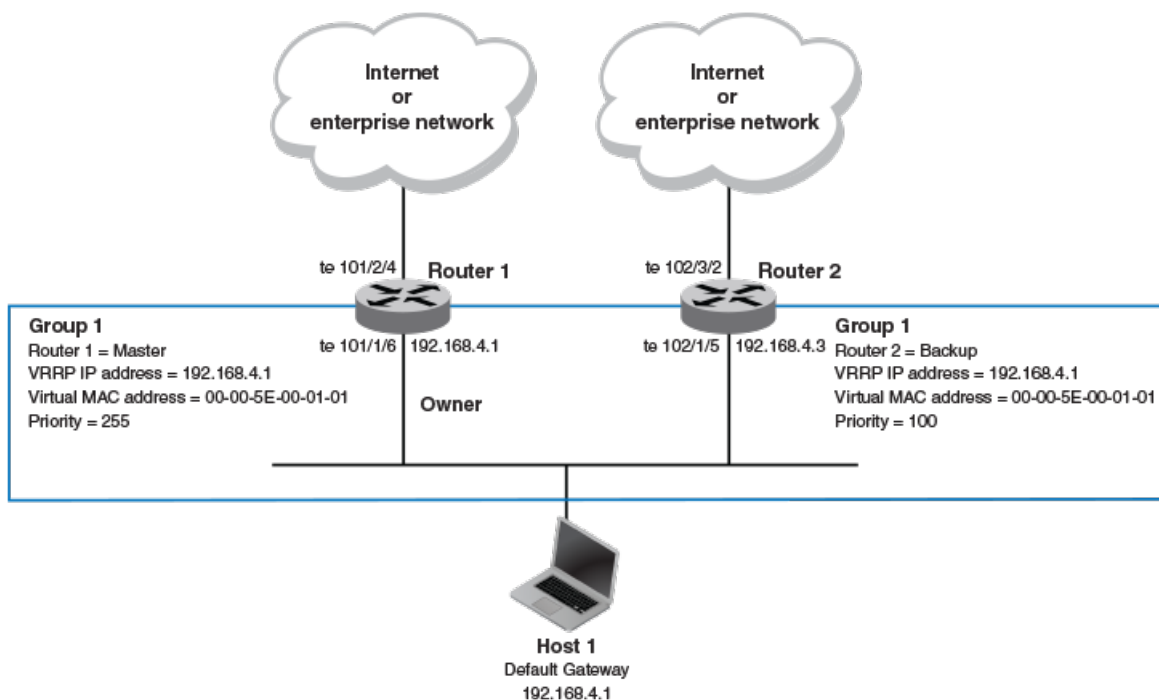 Internet
or
enterprise network
Internet
or
enterprise network
te 101/2/4
Router 1
te 102/3/2
Router 2
Group 1
Router 1 = Master
VRRP IP address = 192.168.4.1
Virtual MAC address = 00-00-5E-00-01-01
Priority = 255
te 101/1/6
192.168.4.1
Owner
te 102/1/5
192.168.4.3
Group 1
Router 2 = Backup
VRRP IP address = 192.168.4.1
Virtual MAC address = 00-00-5E-00-01-01
Priority = 100
Host 1
Default Gateway
192.168.4.1